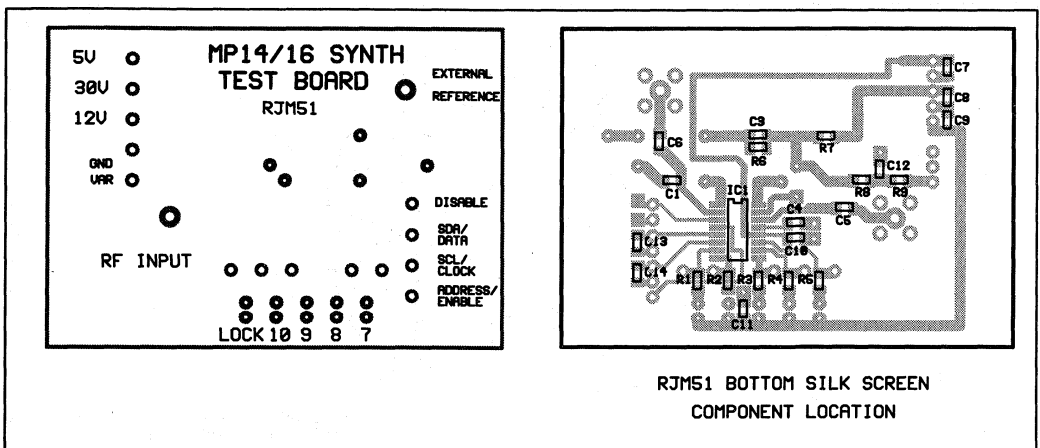 MP14/16 SYNTH
TEST BOARD
RJM51
5V
30V
12V
GND
VAR
EXTERNAL
REFERENCE
DISABLE
SDA/
DATA
SCL/
CLOCK
ADDRESS/
ENABLE
RF INPUT
LOCK 10 9 8 7
C7
C8
C9
C3
R6
R7
C6
C12
C1
IC1
R8
R9
C5
C4
C10
C13
C14
R1
R2
R3
R4
R5
C11
RJM51 BOTTOM SILK SCREEN
COMPONENT LOCATION